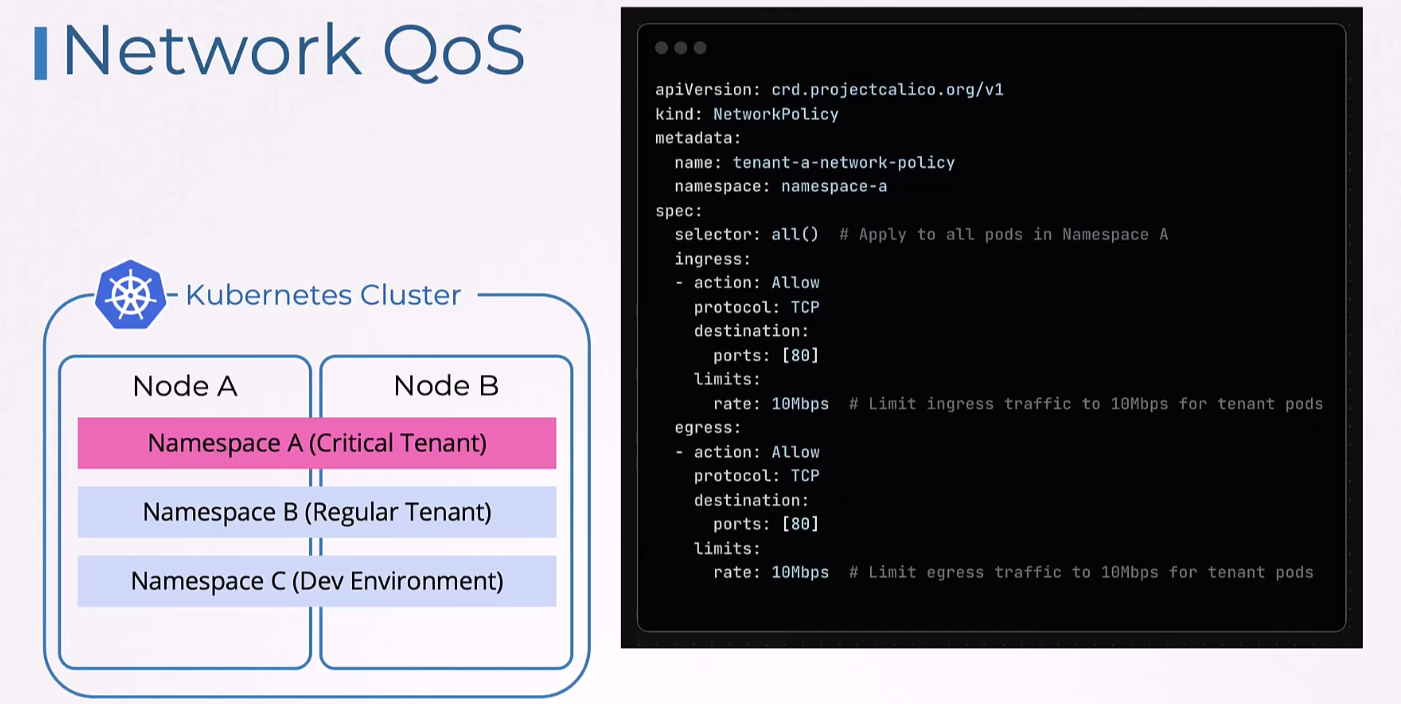 Network QoS
Kubernetes Cluster
Node A
Node B
Namespace A (Critical Tenant)
Namespace B (Regular Tenant)
Namespace C (Dev Environment)
apiVersion: crd.projectcalico.org/v1
kind: NetworkPolicy
metadata:
  name: tenant-a-network-policy
  namespace: namespace-a
spec:
  selector: all()  # Apply to all pods in Namespace A
  ingress:
  - action: Allow
    protocol: TCP
    destination:
      ports: [80]
    limits:
      rate: 10Mbps  # Limit ingress traffic to 10Mbps for tenant pods
  egress:
  - action: Allow
    protocol: TCP
    destination:
      ports: [80]
    limits:
      rate: 10Mbps  # Limit egress traffic to 10Mbps for tenant pods